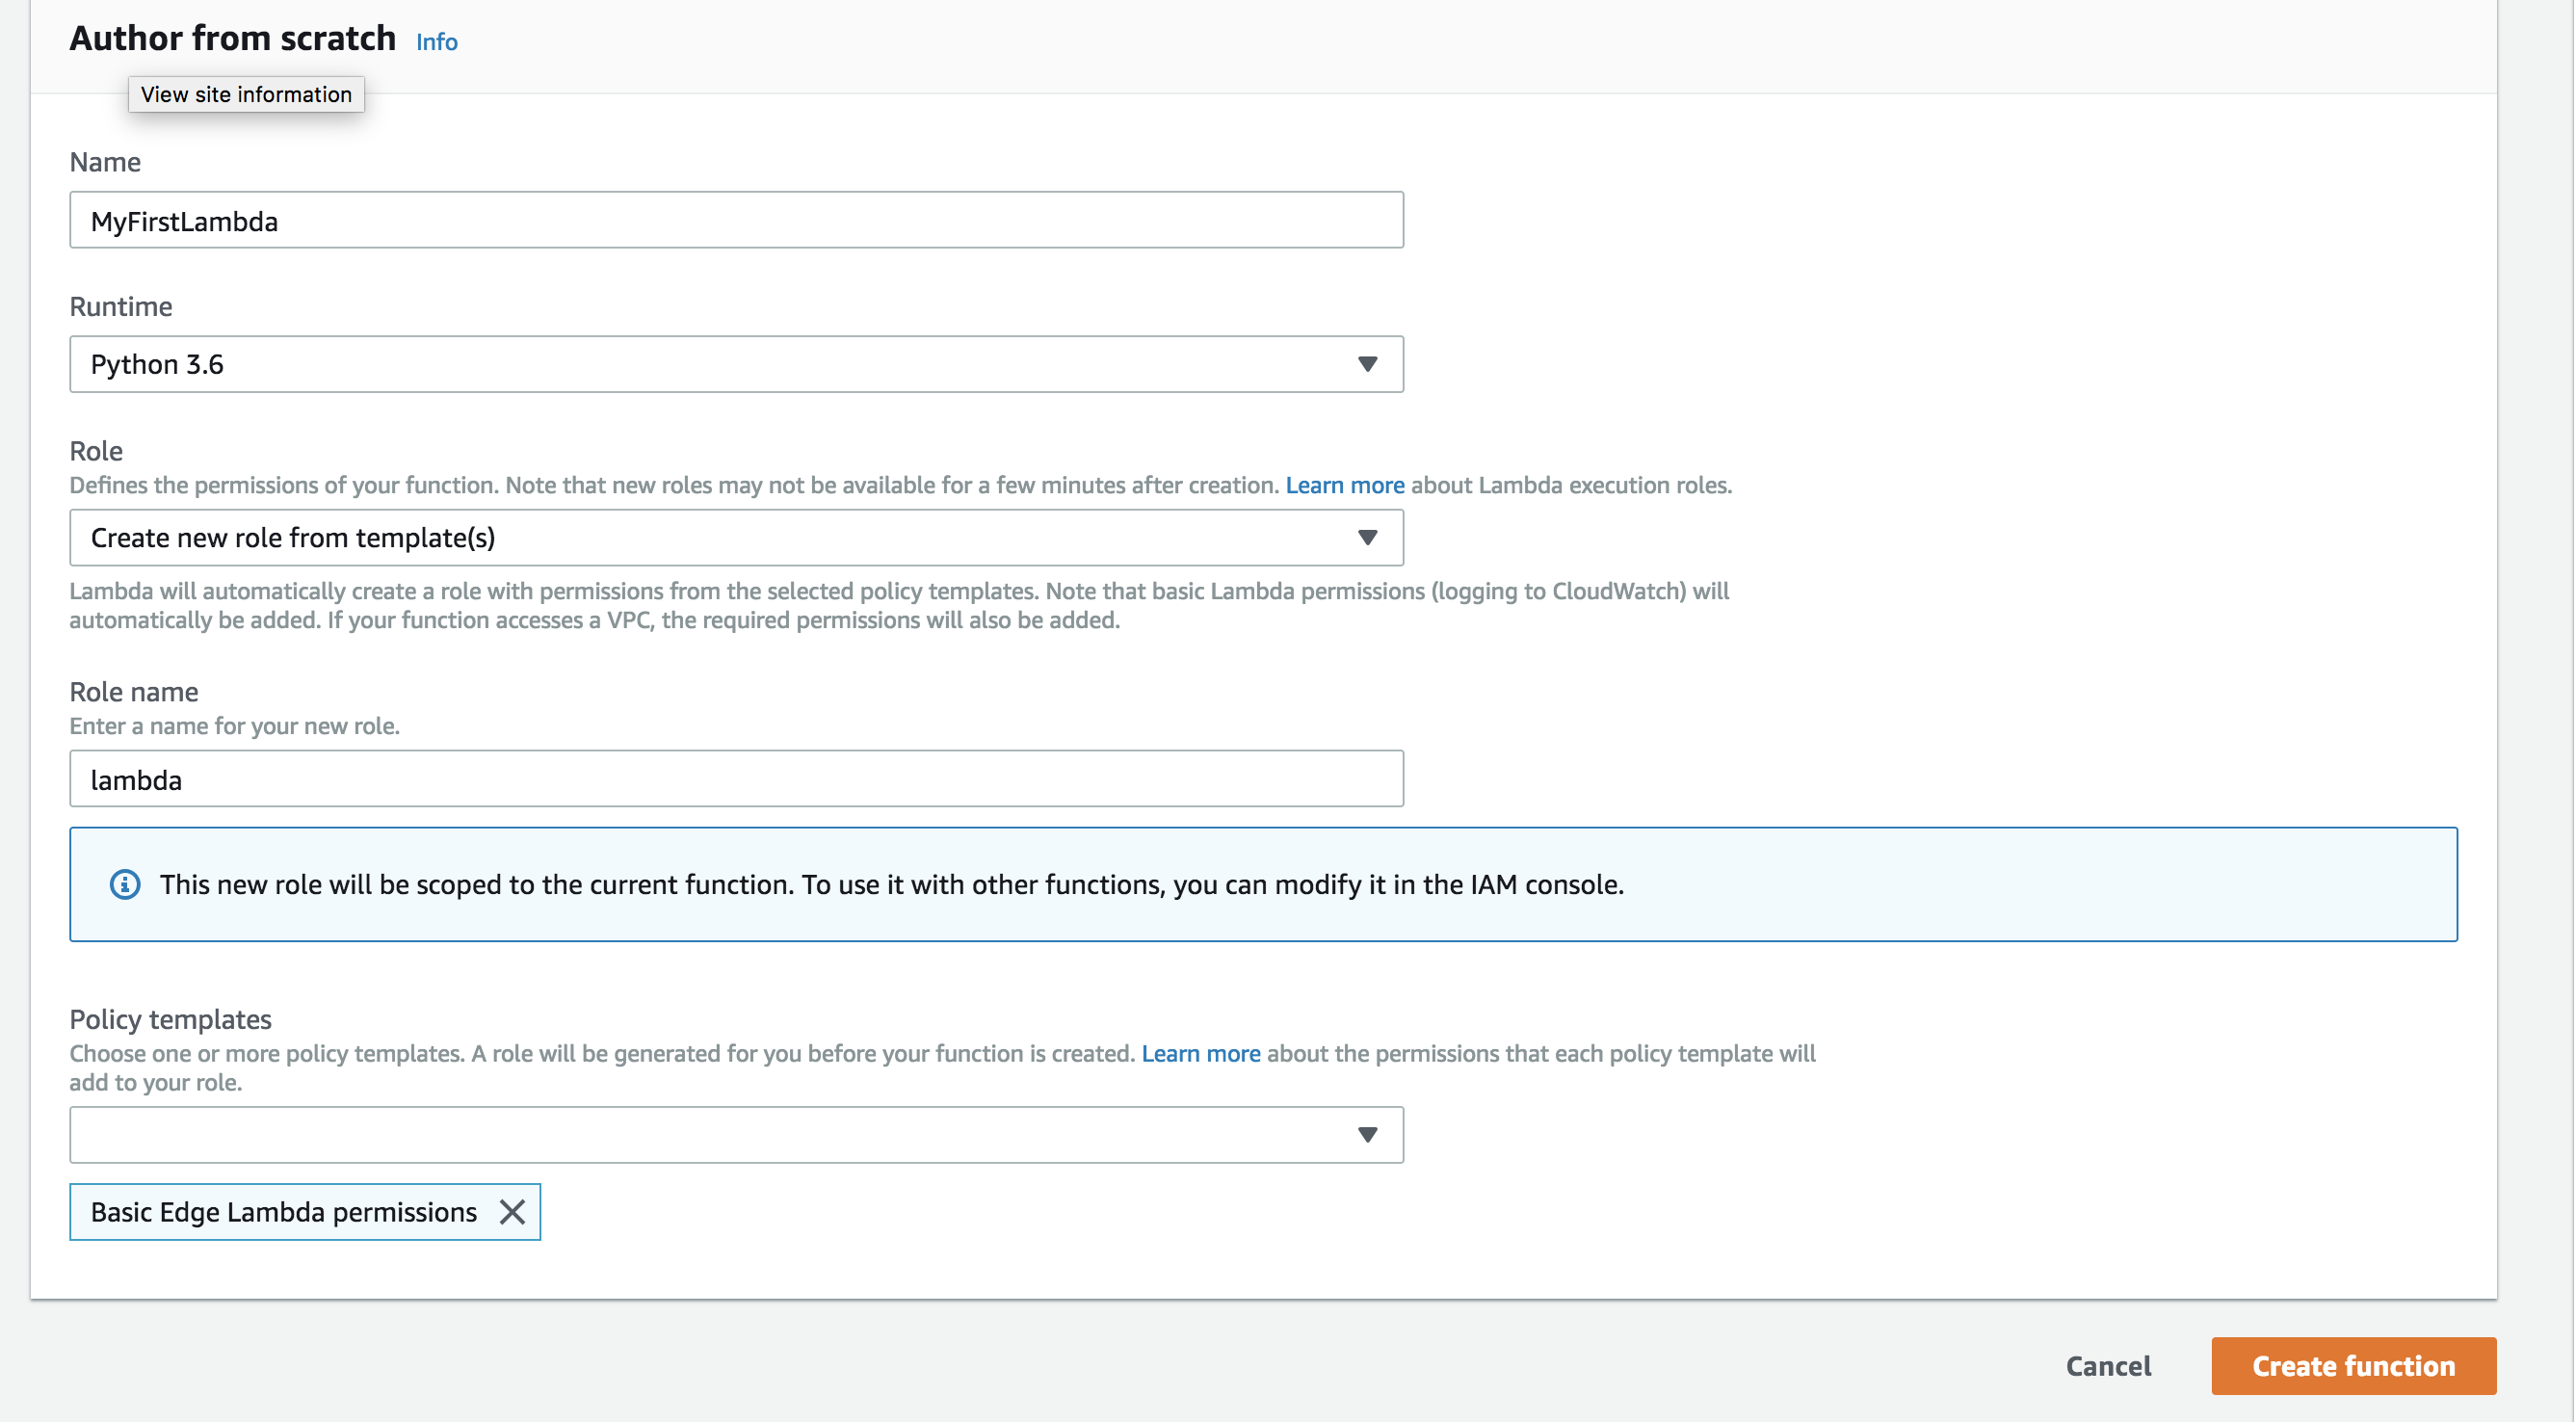 Author from scratch Info
View site information
Name
MyFirstLambda
Runtime
Python 3.6
Role
Defines the permissions of your function. Note that new roles may not be available for a few minutes after creation. Learn more about Lambda execution roles.
Create new role from template(s)
Lambda will automatically create a role with permissions from the selected policy templates. Note that basic Lambda permissions (logging to CloudWatch) will
automatically be added. If your function accesses a VPC, the required permissions will also be added.
Role name
Enter a name for your new role.
lambda
This new role will be scoped to the current function. To use it with other functions, you can modify it in the IAM console.
Policy templates
Choose one or more policy templates. A role will be generated for you before your function is created. Learn more about the permissions that each policy template will
add to your role.
Basic Edge Lambda permissions
Cancel Create function